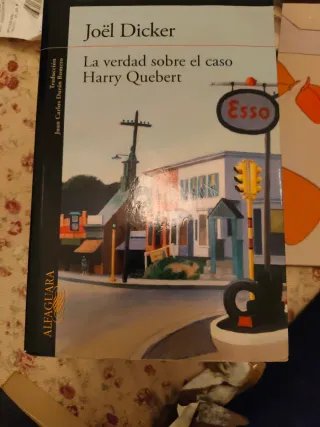 Joël Dicker
La verdad sobre el caso
Harry Quebert
Traducción
Juan Carlos Durán Romero
Esso
ALFAGUARA